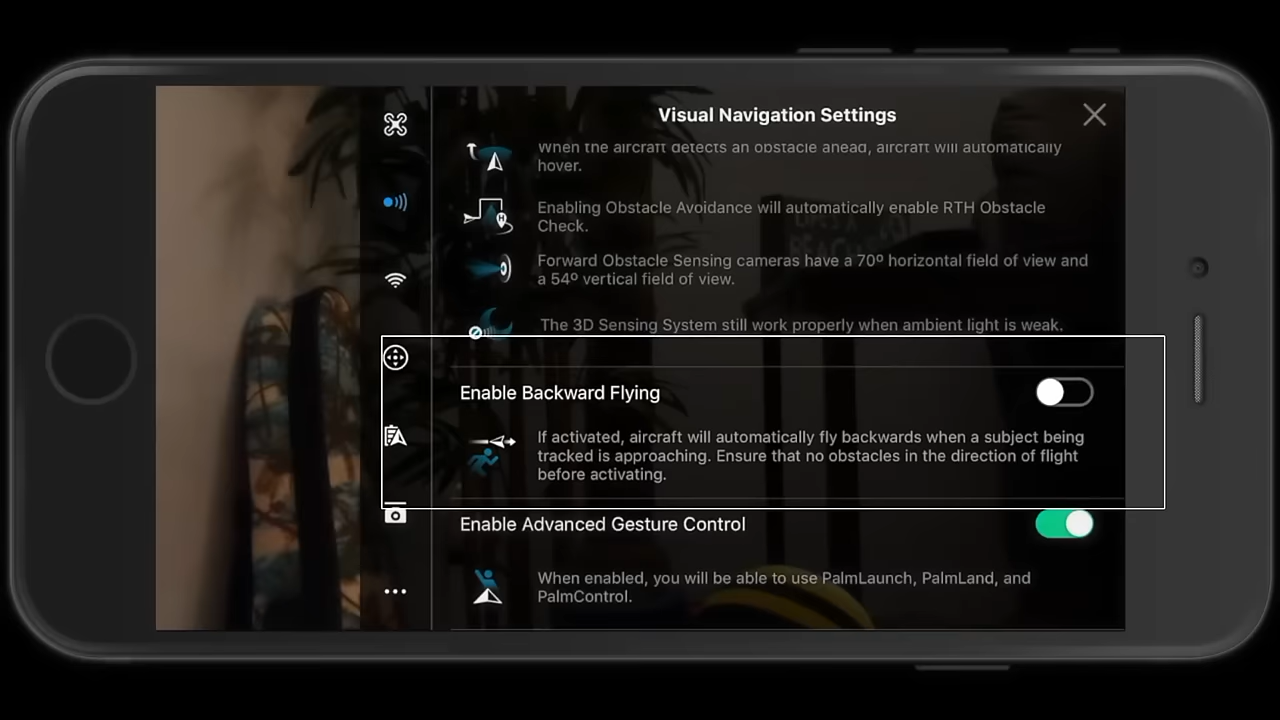 Visual Navigation Settings
When the aircraft detects an obstacle ahead, aircraft will automatically
hover.
Enabling Obstacle Avoidance will automatically enable RTH Obstacle
Check.
Forward Obstacle Sensing cameras have a 70º horizontal field of view and
a 54º vertical field of view.
The 3D Sensing System still work properly when ambient light is weak.
Enable Backward Flying
If activated, aircraft will automatically fly backwards when a subject being
tracked is approaching. Ensure that no obstacles in the direction of flight
before activating.
Enable Advanced Gesture Control
When enabled, you will be able to use PalmLaunch, PalmLand, and
PalmControl.